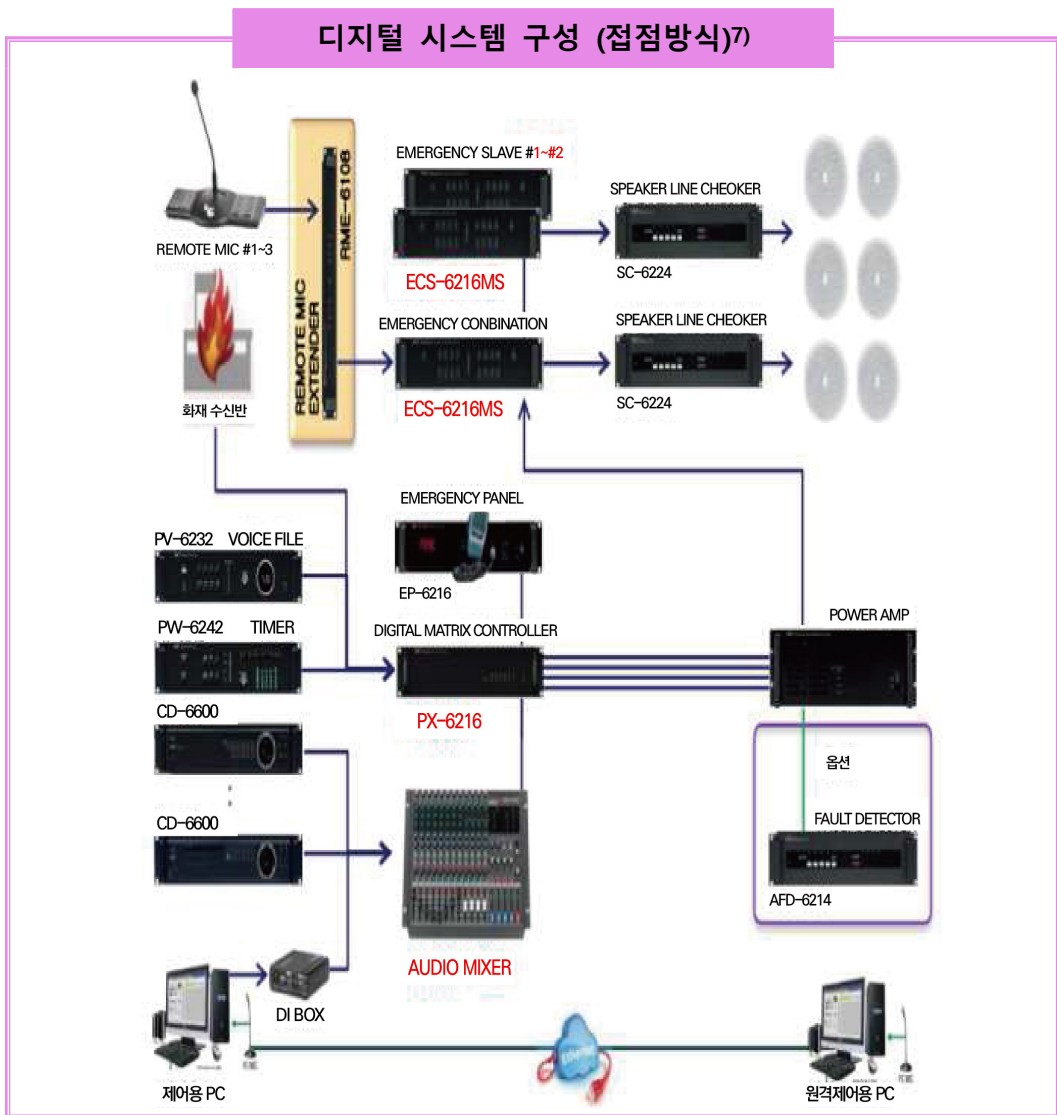 디지털 시스템 구성 (접점방식)7)
EMERGENCY SLAVE #1~#2
REMOTE MIC #1~3
REMOTE MIC
EXTENDER
RME-6108
SPEAKER LINE CHEOKER
SC-6224
ECS-6216MS
EMERGENCY CONBINATION
SPEAKER LINE CHEOKER
SC-6224
ECS-6216MS
화재 수신반
EMERGENCY PANEL
PV-6232 VOICE FILE
EP-6216
PW-6242 TIMER
DIGITAL MATRIX CONTROLLER
POWER AMP
PX-6216
CD-6600
옵션
CD-6600
FAULT DETECTOR
AFD-6214
AUDIO MIXER
DI BOX
제어용 PC
Ethernet
원격제어용 PC